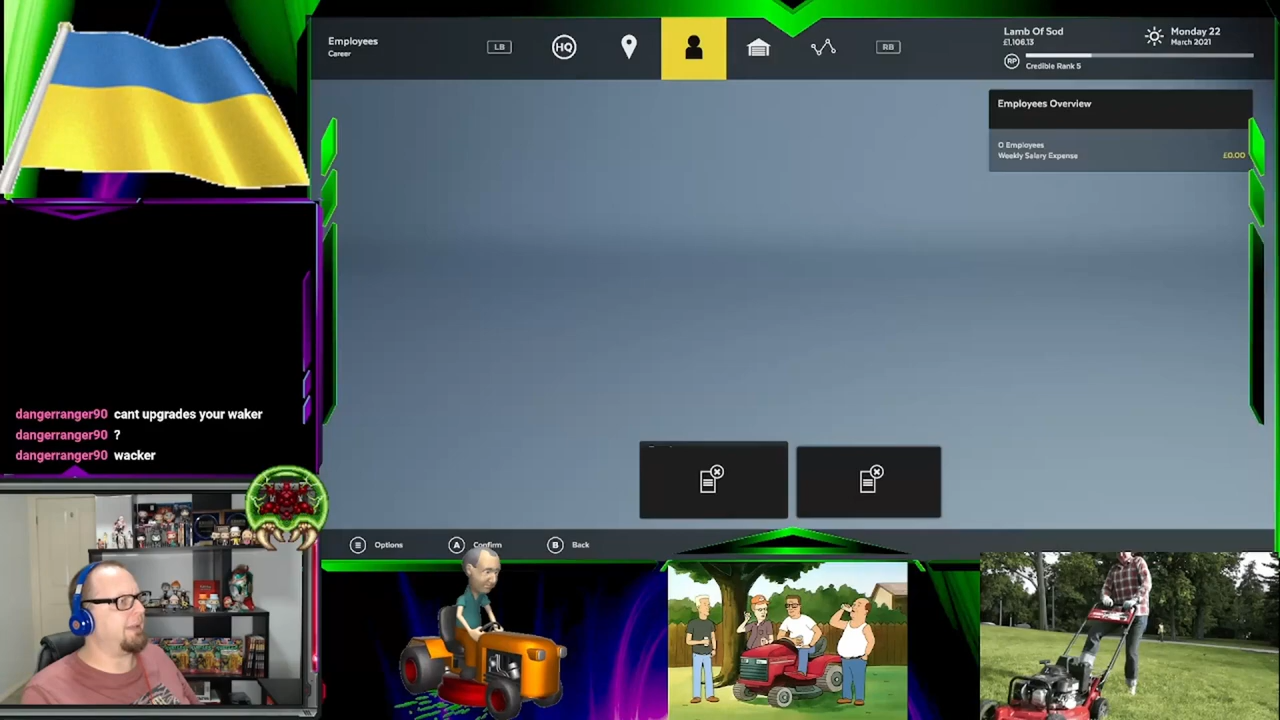 Employees
Career
LB
HQ
RB
Lamb Of Sod
£1,106.13
Monday 22
March 2021
RP
Credible Rank 5
Employees Overview
0 Employees
Weekly Salary Expense
£0.00
dangerranger90 cant upgrades your waker
dangerranger90 ?
dangerranger90 wacker
Options
A Confirm
B Back